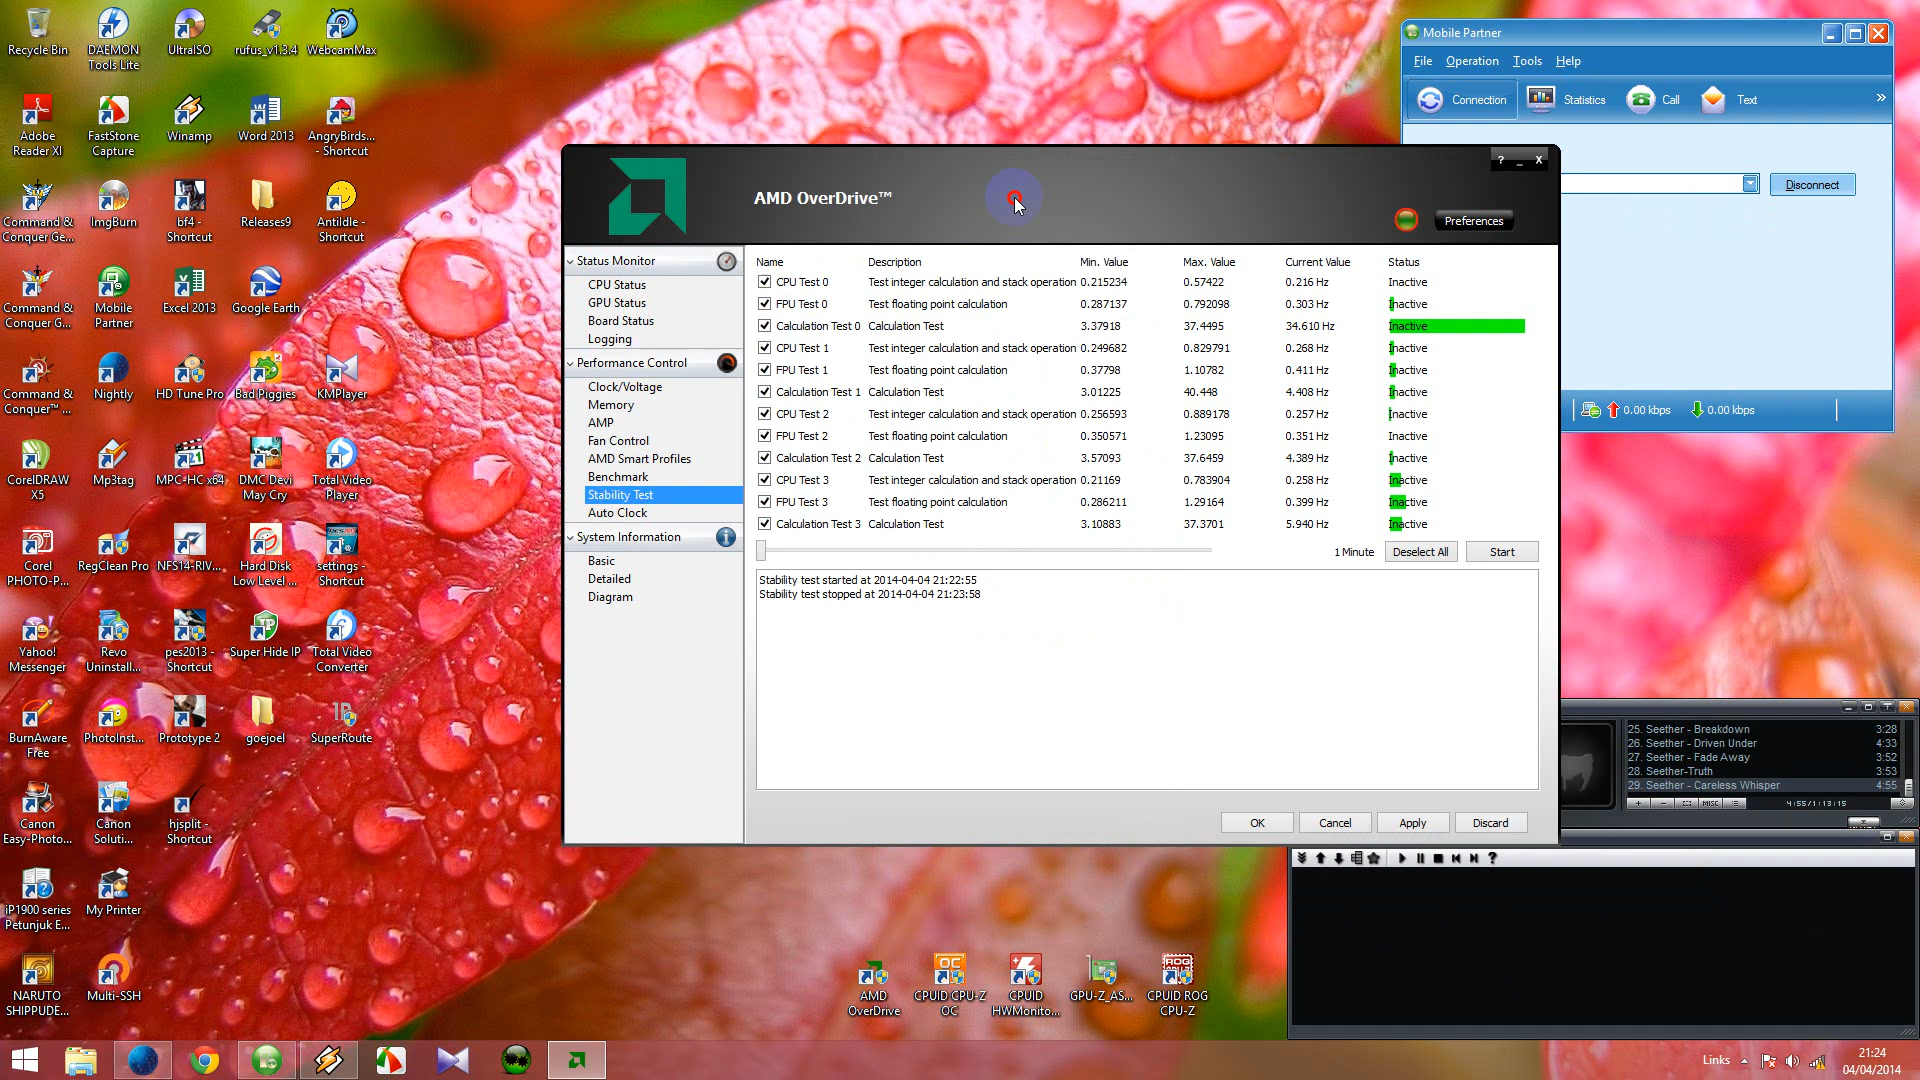 Recycle Bin
DAEMON Tools Lite
UltraISO
rufus_v1.3.4
WebcamMax
Adobe Reader XI
FastStone Capture
Winamp
Word 2013
AngryBirds... - Shortcut
Command & Conquer Ge...
ImgBurn
bf4 - Shortcut
Releases9
AntiIdle - Shortcut
Command & Conquer G...
Mobile Partner
Excel 2013
Google Earth
Command & Conquer™ ...
Nightly
HD Tune Pro
Bad Piggies
KMPlayer
CorelDRAW X5
Mp3tag
MPC-HC x64
DMC Devi May Cry
Total Video Player
Corel PHOTO-P...
RegClean Pro
NFS14-RIV...
Hard Disk Low Level ...
settings - Shortcut
Yahoo! Messenger
Revo Uninstall...
pes2013 - Shortcut
Super Hide IP
Total Video Converter
BurnAware Free
PhotoInst...
Prototype 2
goejoel
SuperRoute
Canon Easy-Photo...
Canon Soluti...
hjsplit - Shortcut
iP1900 series Petunjuk E...
My Printer
NARUTO SHIPPUDE...
Multi-SSH
AMD OverDrive
CPUID CPU-Z OC
CPUID HWMonito...
GPU-Z_AS...
CPUID ROG CPU-Z
Mobile Partner
File Operation Tools Help
Connection Statistics Call Text »
Disconnect
0.00 kbps 0.00 kbps
AMD OverDrive™
? _ X
Preferences
Status Monitor
CPU Status
GPU Status
Board Status
Logging
Performance Control
Clock/Voltage
Memory
AMP
Fan Control
AMD Smart Profiles
Benchmark
Stability Test
Auto Clock
System Information
Basic
Detailed
Diagram
Name Description Min. Value Max. Value Current Value Status
CPU Test 0 Test integer calculation and stack operation 0.215234 0.57422 0.216 Hz Inactive
FPU Test 0 Test floating point calculation 0.287137 0.792098 0.303 Hz Inactive
Calculation Test 0 Calculation Test 3.37918 37.4495 34.610 Hz Inactive
CPU Test 1 Test integer calculation and stack operation 0.249682 0.829791 0.268 Hz Inactive
FPU Test 1 Test floating point calculation 0.37798 1.10782 0.411 Hz Inactive
Calculation Test 1 Calculation Test 3.01225 40.448 4.408 Hz Inactive
CPU Test 2 Test integer calculation and stack operation 0.256593 0.889178 0.257 Hz Inactive
FPU Test 2 Test floating point calculation 0.350571 1.23095 0.351 Hz Inactive
Calculation Test 2 Calculation Test 3.57093 37.6459 4.389 Hz Inactive
CPU Test 3 Test integer calculation and stack operation 0.21169 0.783904 0.258 Hz Inactive
FPU Test 3 Test floating point calculation 0.286211 1.29164 0.399 Hz Inactive
Calculation Test 3 Calculation Test 3.10883 37.3701 5.940 Hz Inactive
1 Minute Deselect All Start
Stability test started at 2014-04-04 21:22:55
Stability test stopped at 2014-04-04 21:23:58
OK Cancel Apply Discard
25. Seether - Breakdown 3:28
26. Seether - Driven Under 4:33
27. Seether - Fade Away 3:52
28. Seether-Truth 3:53
29. Seether - Careless Whisper 4:55
MISC 4:55/1:13:15
Links
21:24
04/04/2014